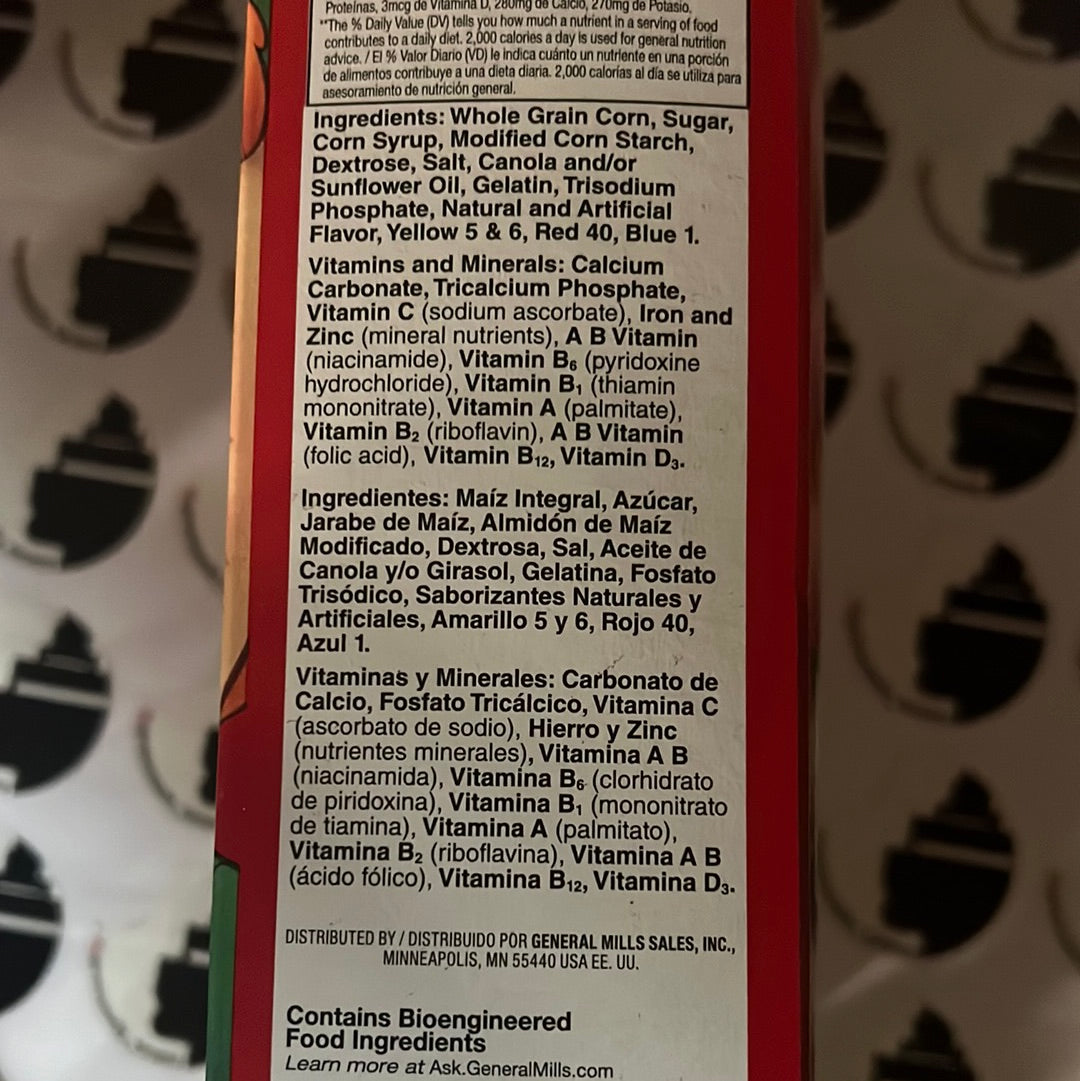 Proteínas, 3mcg de Vitamina D, 280mg de Calcio, 270mg de Potasio.
**The % Daily Value (DV) tells you how much a nutrient in a serving of food
contributes to a daily diet. 2,000 calories a day is used for general nutrition
advice. / El % Valor Diario (VD) le indica cuánto un nutriente en una porción
de alimentos contribuye a una dieta diaria. 2,000 calorías al día se utiliza para
asesoramiento de nutrición general.
Ingredients: Whole Grain Corn, Sugar,
Corn Syrup, Modified Corn Starch,
Dextrose, Salt, Canola and/or
Sunflower Oil, Gelatin, Trisodium
Phosphate, Natural and Artificial
Flavor, Yellow 5 & 6, Red 40, Blue 1.
Vitamins and Minerals: Calcium
Carbonate, Tricalcium Phosphate,
Vitamin C (sodium ascorbate), Iron and
Zinc (mineral nutrients), A B Vitamin
(niacinamide), Vitamin B₆ (pyridoxine
hydrochloride), Vitamin B₁ (thiamin
mononitrate), Vitamin A (palmitate),
Vitamin B₂ (riboflavin), A B Vitamin
(folic acid), Vitamin B₁₂, Vitamin D₃.
Ingredientes: Maíz Integral, Azúcar,
Jarabe de Maíz, Almidón de Maíz
Modificado, Dextrosa, Sal, Aceite de
Canola y/o Girasol, Gelatina, Fosfato
Trisódico, Saborizantes Naturales y
Artificiales, Amarillo 5 y 6, Rojo 40,
Azul 1.
Vitaminas y Minerales: Carbonato de
Calcio, Fosfato Tricálcico, Vitamina C
(ascorbato de sodio), Hierro y Zinc
(nutrientes minerales), Vitamina A B
(niacinamida), Vitamina B₆ (clorhidrato
de piridoxina), Vitamina B₁ (mononitrato
de tiamina), Vitamina A (palmitato),
Vitamina B₂ (riboflavina), Vitamina A B
(ácido fólico), Vitamina B₁₂, Vitamina D₃.
DISTRIBUTED BY / DISTRIBUIDO POR GENERAL MILLS SALES, INC.,
MINNEAPOLIS, MN 55440 USA EE. UU.
Contains Bioengineered
Food Ingredients
Learn more at Ask.GeneralMills.com